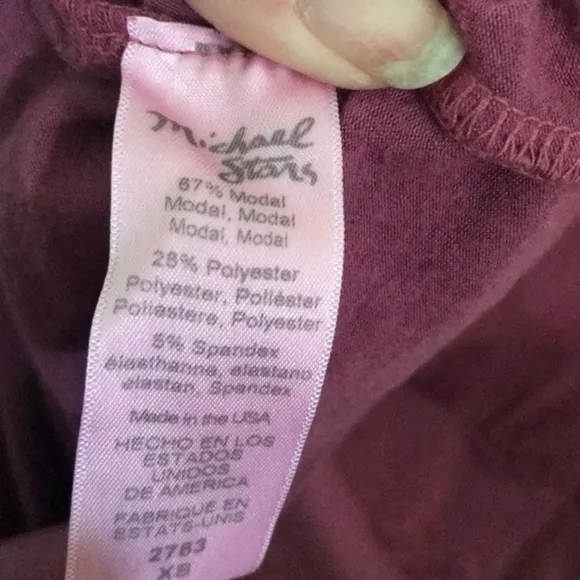 Michael
Stars
67% Modal
Modal, Modal
Modal, Modal
28% Polyester
Polyester, Poliéster
Poliestere, Polyester
5% Spandex
élasthanne, elastano
elastan, Spandex
Made in the USA
HECHO EN LOS
ESTADOS
UNIDOS
DE AMERICA
FABRIQUE EN
ESTATS-UNIS
2763
XS